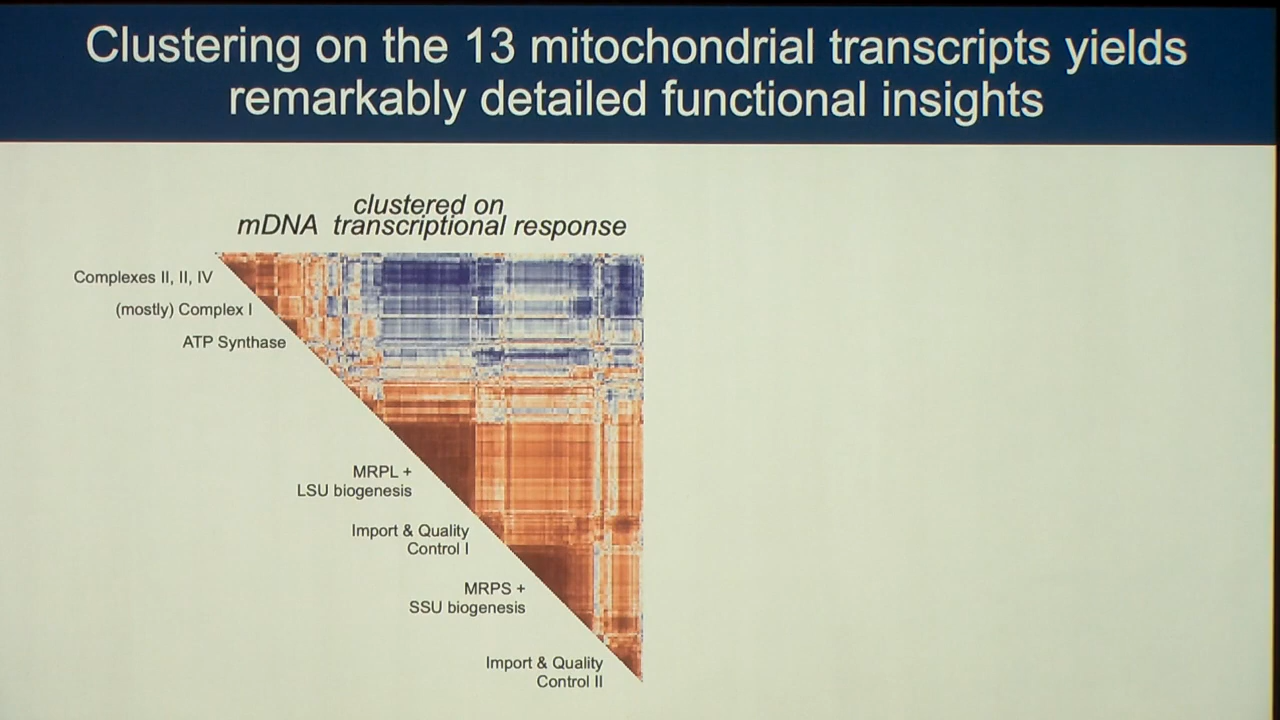 Clustering on the 13 mitochondrial transcripts yields
remarkably detailed functional insights
clustered on
mDNA transcriptional response
Complexes II, II, IV
(mostly) Complex I
ATP Synthase
MRPL +
LSU biogenesis
Import & Quality
Control I
MRPS +
SSU biogenesis
Import & Quality
Control II